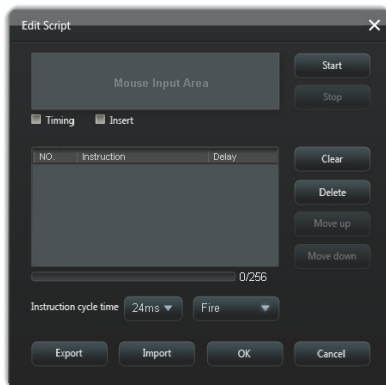 Edit Script
Mouse Input Area
Start
Stop
Timing Insert
NO. Instruction Delay
Clear
Delete
Move up
Move down
0/256
Instruction cycle time 24ms Fire
Export Import OK Cancel